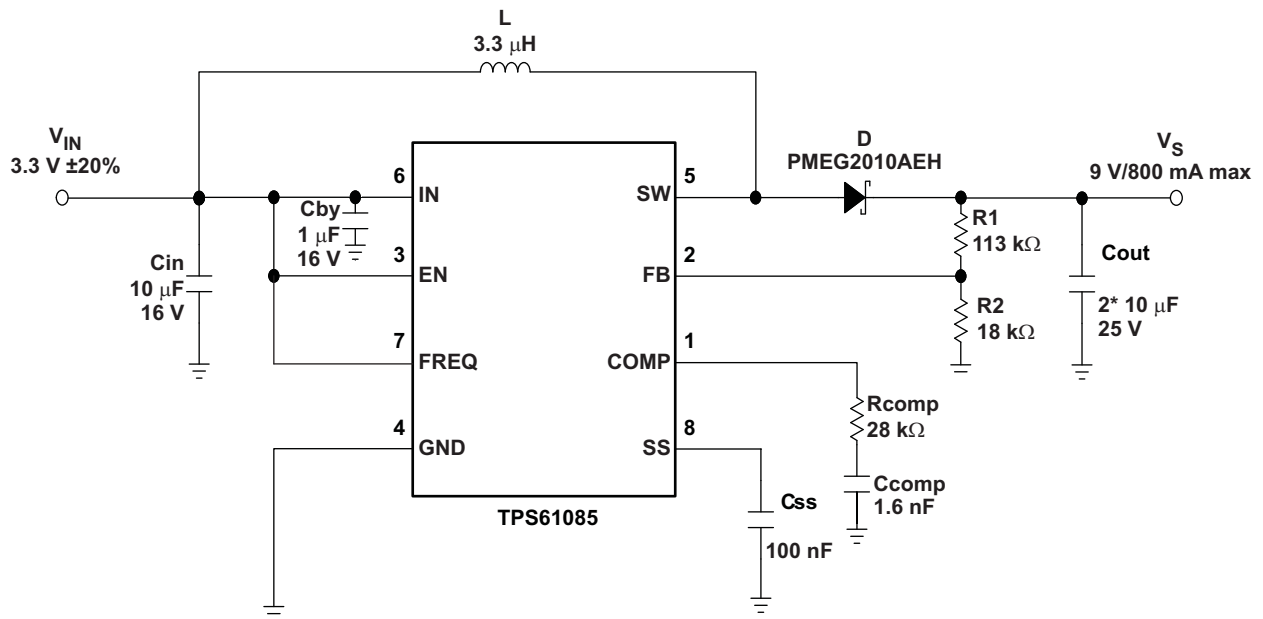 L
3.3 μH
V_IN
3.3 V ±20%
D
PMEG2010AEH
V_S
9 V/800 mA max
6
IN
SW
5
Cby
1 μF
16 V
R1
113 kΩ
Cin
10 μF
16 V
3
EN
FB
2
Cout
2* 10 μF
25 V
R2
18 kΩ
7
FREQ
COMP
1
Rcomp
28 kΩ
4
GND
SS
8
Ccomp
1.6 nF
TPS61085
Css
100 nF